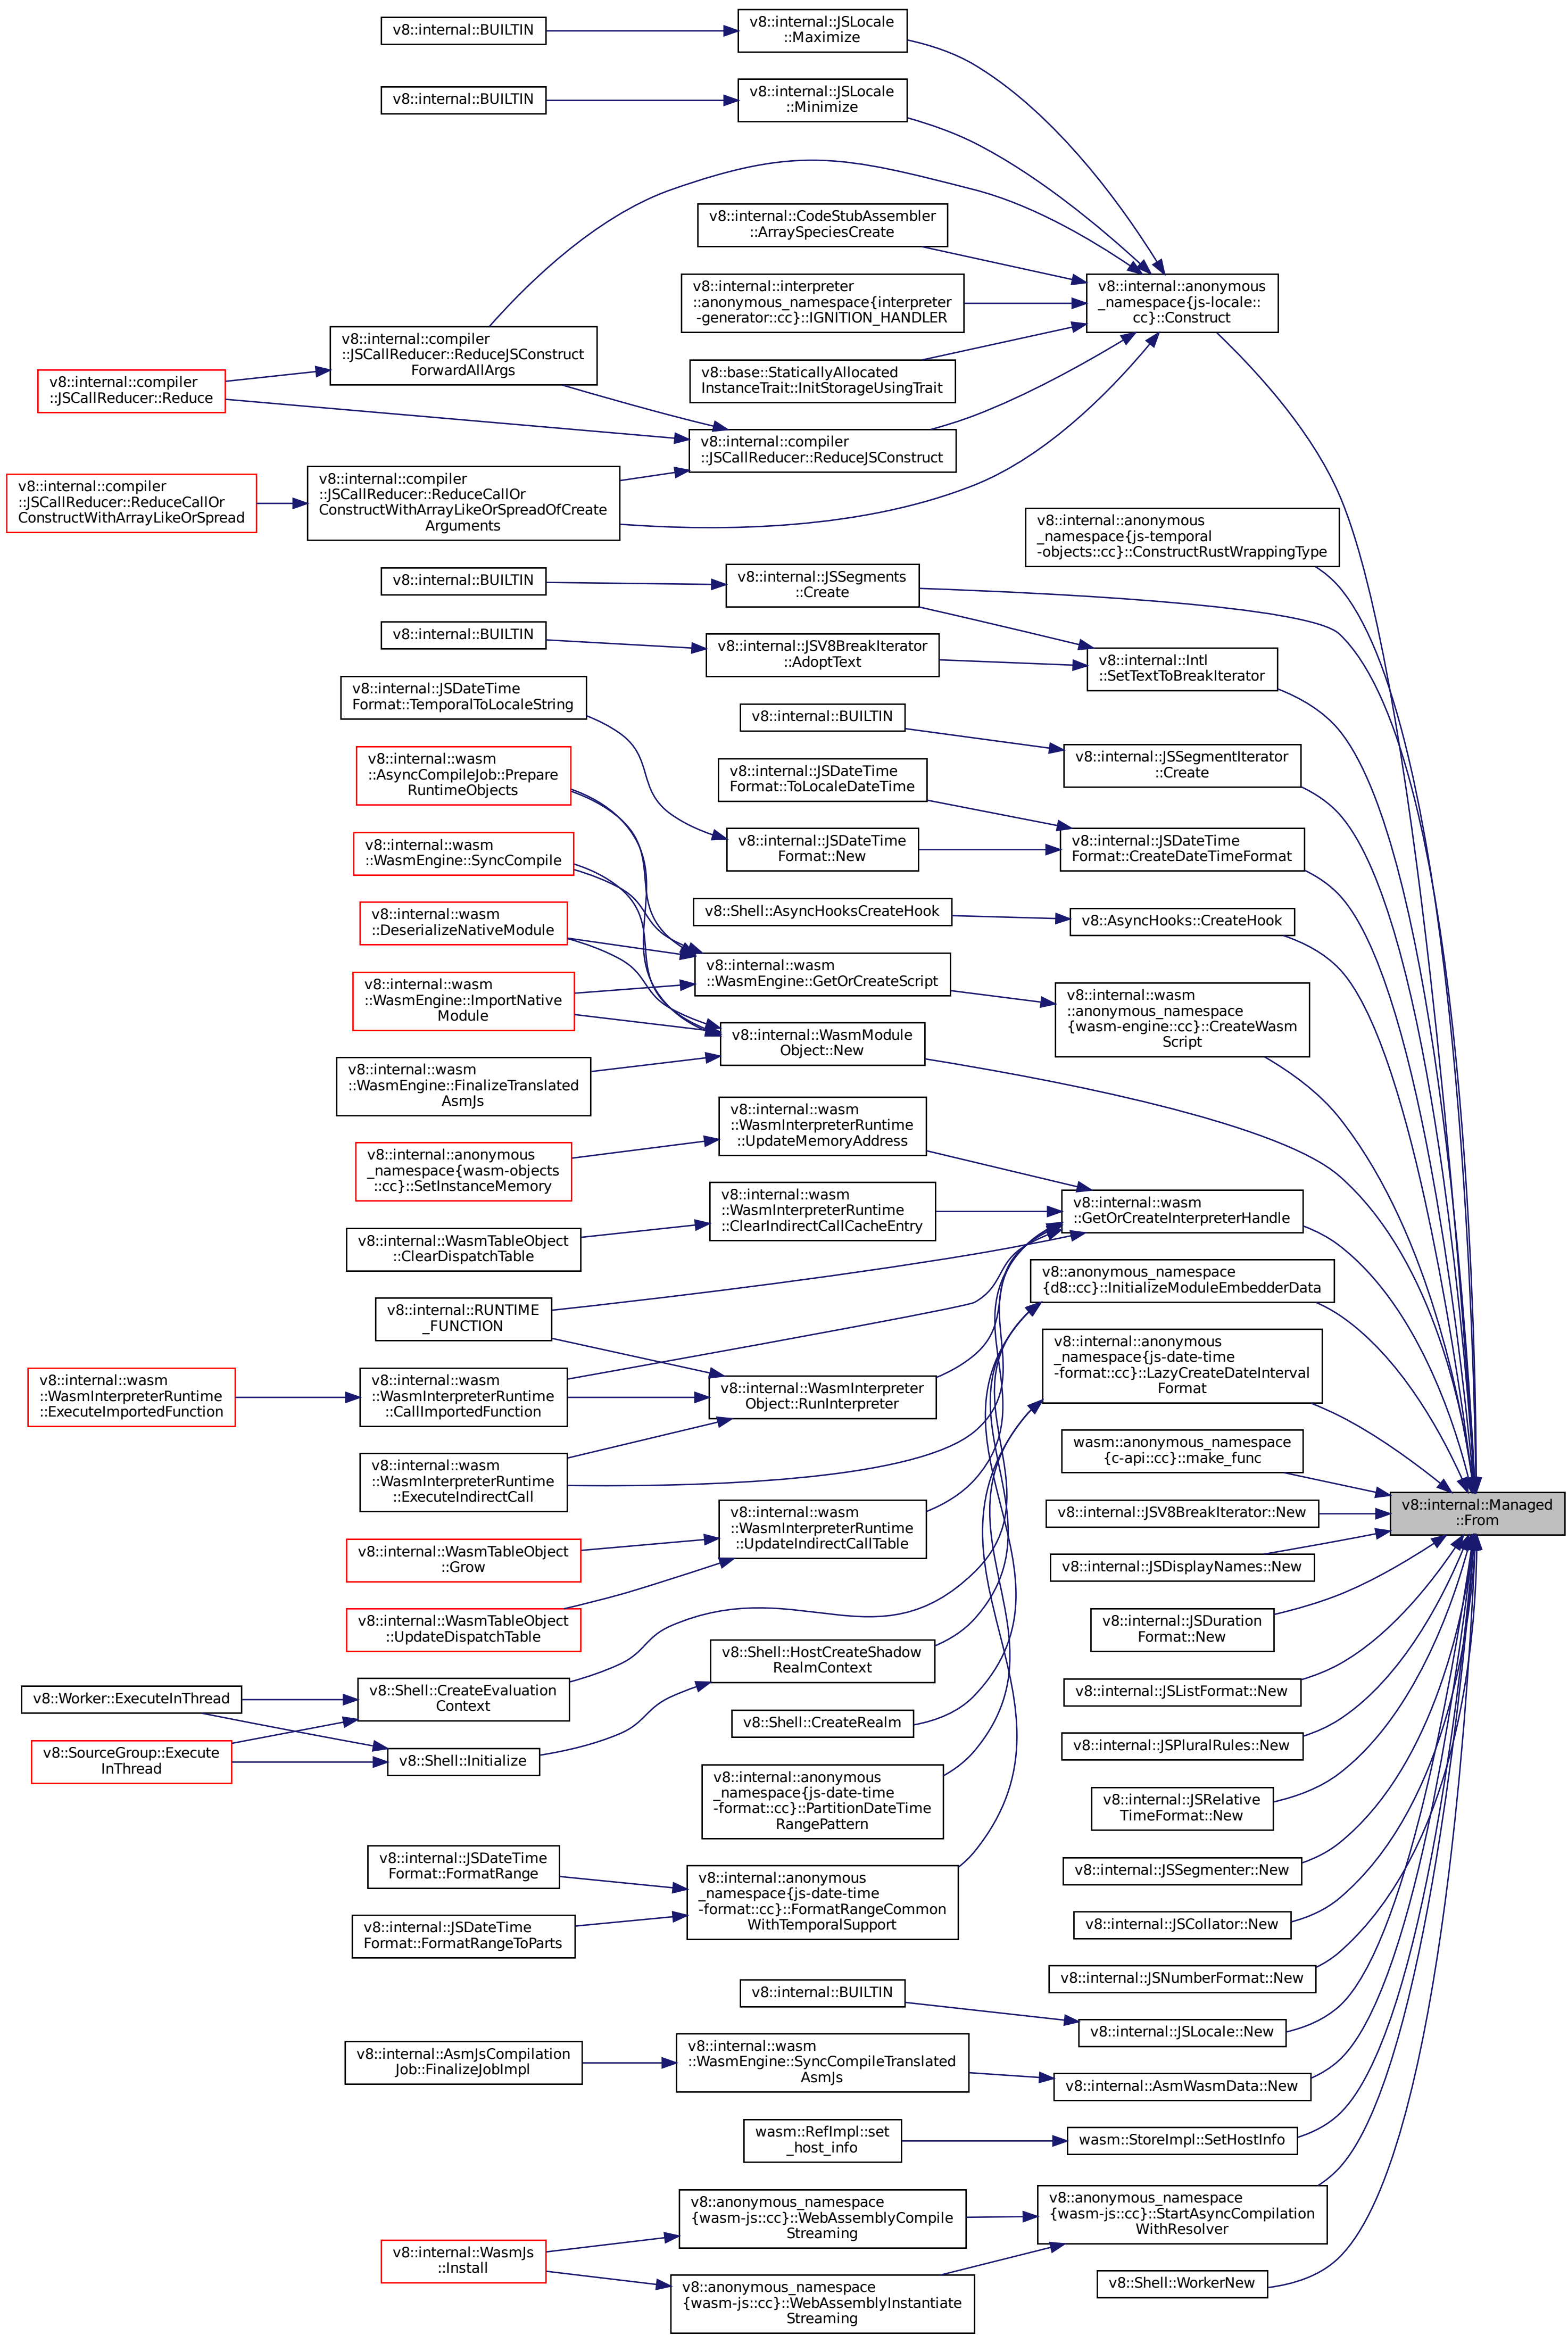 v8::internal::JSLocale
::Maximize
v8::internal::BUILTIN
v8::internal::JSLocale
::Minimize
v8::internal::BUILTIN
v8::internal::CodeStubAssembler
::ArraySpeciesCreate
v8::internal::interpreter
::anonymous_namespace{interpreter
-generator::cc}::IGNITION_HANDLER
v8::internal::anonymous
_namespace{js-locale::
cc}::Construct
v8::internal::compiler
::JSCallReducer::ReduceJSConstruct
ForwardAllArgs
v8::base::StaticallyAllocated
InstanceTrait::InitStorageUsingTrait
v8::internal::compiler
::JSCallReducer::Reduce
v8::internal::compiler
::JSCallReducer::ReduceJSConstruct
v8::internal::compiler
::JSCallReducer::ReduceCallOr
ConstructWithArrayLikeOrSpread
v8::internal::compiler
::JSCallReducer::ReduceCallOr
ConstructWithArrayLikeOrSpreadOfCreate
Arguments
v8::internal::anonymous
_namespace{js-temporal
-objects::cc}::ConstructRustWrappingType
v8::internal::BUILTIN
v8::internal::JSSegments
::Create
v8::internal::BUILTIN
v8::internal::JSV8BreakIterator
::AdoptText
v8::internal::Intl
::SetTextToBreakIterator
v8::internal::JSDateTime
Format::TemporalToLocaleString
v8::internal::BUILTIN
v8::internal::JSSegmentIterator
::Create
v8::internal::wasm
::AsyncCompileJob::Prepare
RuntimeObjects
v8::internal::JSDateTime
Format::ToLocaleDateTime
v8::internal::wasm
::WasmEngine::SyncCompile
v8::internal::JSDateTime
Format::New
v8::internal::JSDateTime
Format::CreateDateTimeFormat
v8::internal::wasm
::DeserializeNativeModule
v8::Shell::AsyncHooksCreateHook
v8::AsyncHooks::CreateHook
v8::internal::wasm
::WasmEngine::GetOrCreateScript
v8::internal::wasm
::WasmEngine::ImportNative
Module
v8::internal::wasm
::anonymous_namespace
{wasm-engine::cc}::CreateWasm
Script
v8::internal::WasmModule
Object::New
v8::internal::wasm
::WasmEngine::FinalizeTranslated
AsmJs
v8::internal::wasm
::WasmInterpreterRuntime
::UpdateMemoryAddress
v8::internal::anonymous
_namespace{wasm-objects
::cc}::SetInstanceMemory
v8::internal::wasm
::WasmInterpreterRuntime
::ClearIndirectCallCacheEntry
v8::internal::wasm
::GetOrCreateInterpreterHandle
v8::internal::WasmTableObject
::ClearDispatchTable
v8::anonymous_namespace
{d8::cc}::InitializeModuleEmbedderData
v8::internal::RUNTIME
_FUNCTION
v8::internal::anonymous
_namespace{js-date-time
-format::cc}::LazyCreateDateInterval
Format
v8::internal::wasm
::WasmInterpreterRuntime
::ExecuteImportedFunction
v8::internal::wasm
::WasmInterpreterRuntime
::CallImportedFunction
v8::internal::WasmInterpreter
Object::RunInterpreter
wasm::anonymous_namespace
{c-api::cc}::make_func
v8::internal::wasm
::WasmInterpreterRuntime
::ExecuteIndirectCall
v8::internal::Managed
::From
v8::internal::JSV8BreakIterator::New
v8::internal::wasm
::WasmInterpreterRuntime
::UpdateIndirectCallTable
v8::internal::WasmTableObject
::Grow
v8::internal::JSDisplayNames::New
v8::internal::WasmTableObject
::UpdateDispatchTable
v8::internal::JSDuration
Format::New
v8::Shell::HostCreateShadow
RealmContext
v8::internal::JSListFormat::New
v8::Worker::ExecuteInThread
v8::Shell::CreateEvaluation
Context
v8::Shell::CreateRealm
v8::internal::JSPluralRules::New
v8::SourceGroup::Execute
InThread
v8::Shell::Initialize
v8::internal::anonymous
_namespace{js-date-time
-format::cc}::PartitionDateTime
RangePattern
v8::internal::JSRelative
TimeFormat::New
v8::internal::JSDateTime
Format::FormatRange
v8::internal::JSSegmenter::New
v8::internal::anonymous
_namespace{js-date-time
-format::cc}::FormatRangeCommon
WithTemporalSupport
v8::internal::JSDateTime
Format::FormatRangeToParts
v8::internal::JSCollator::New
v8::internal::JSNumberFormat::New
v8::internal::BUILTIN
v8::internal::JSLocale::New
v8::internal::AsmJsCompilation
Job::FinalizeJobImpl
v8::internal::wasm
::WasmEngine::SyncCompileTranslated
AsmJs
v8::internal::AsmWasmData::New
wasm::RefImpl::set
_host_info
wasm::StoreImpl::SetHostInfo
v8::anonymous_namespace
{wasm-js::cc}::WebAssemblyCompile
Streaming
v8::anonymous_namespace
{wasm-js::cc}::StartAsyncCompilation
WithResolver
v8::internal::WasmJs
::Install
v8::anonymous_namespace
{wasm-js::cc}::WebAssemblyInstantiate
Streaming
v8::Shell::WorkerNew